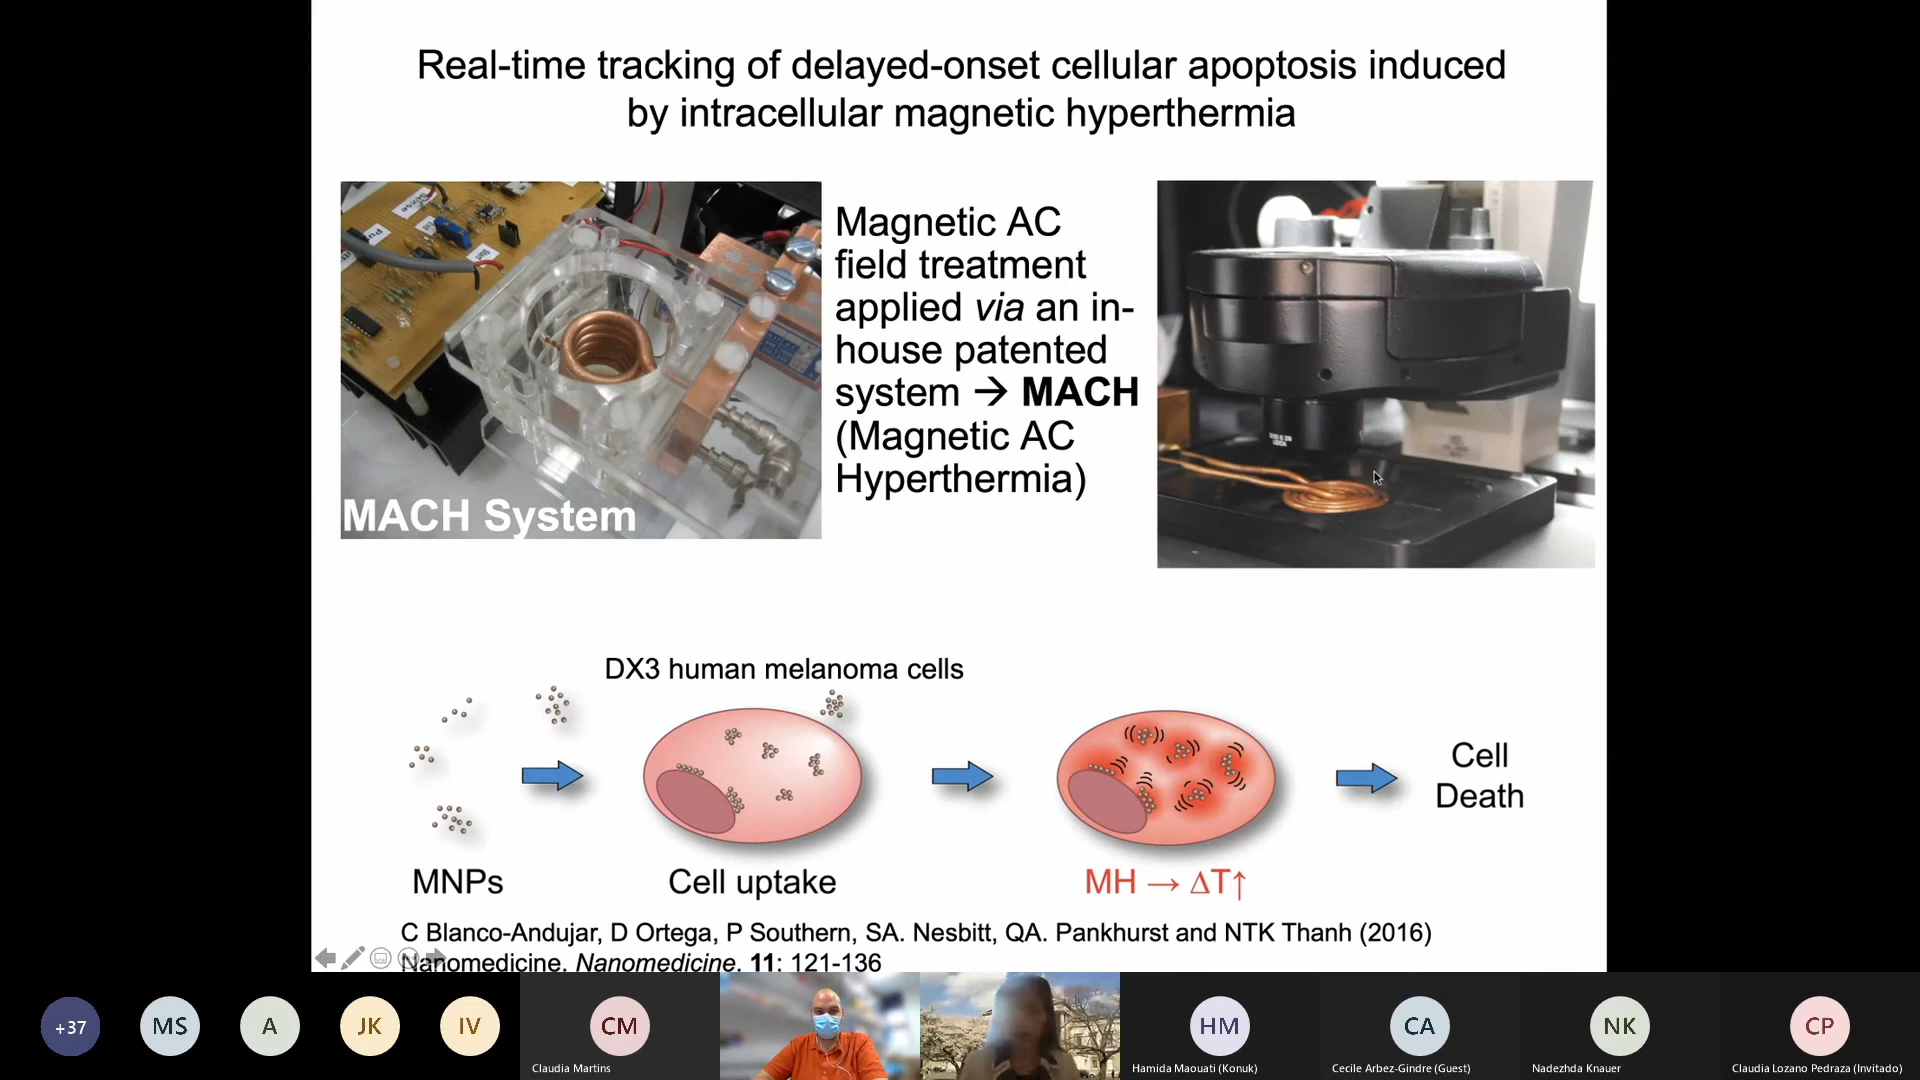 Real-time tracking of delayed-onset cellular apoptosis induced
by intracellular magnetic hyperthermia
MACH System
Magnetic AC
field treatment
applied via an in-
house patented
system → MACH
(Magnetic AC
Hyperthermia)
DX3 human melanoma cells
MNPs
Cell uptake
MH → ΔT↑
Cell
Death
C Blanco-Andujar, D Ortega, P Southern, SA. Nesbitt, QA. Pankhurst and NTK Thanh (2016)
Nanomedicine. Nanomedicine. 11: 121-136
+37
MS
A
JK
IV
CM
Claudia Martins
HM
Hamida Maouati (Konuk)
CA
Cecile Arbez-Gindre (Guest)
NK
Nadezhda Knauer
CP
Claudia Lozano Pedraza (Invitado)